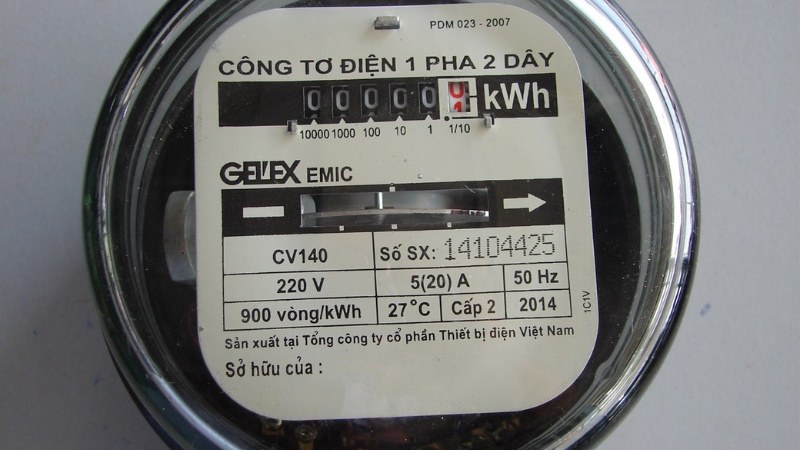 PDM 023 - 2007
CÔNG TƠ ĐIỆN 1 PHA 2 DÂY
0 0 0 0 0 kWh
10000 1000 100 10 1 1/10
GELEX EMIC
CV140 Số SX: 14104425
220 V 5(20) A 50 Hz
900 vòng/kWh 27°C Cấp 2 2014
1C1V
Sản xuất tại Tổng công ty cổ phần Thiết bị điện Việt Nam
Sở hữu của :